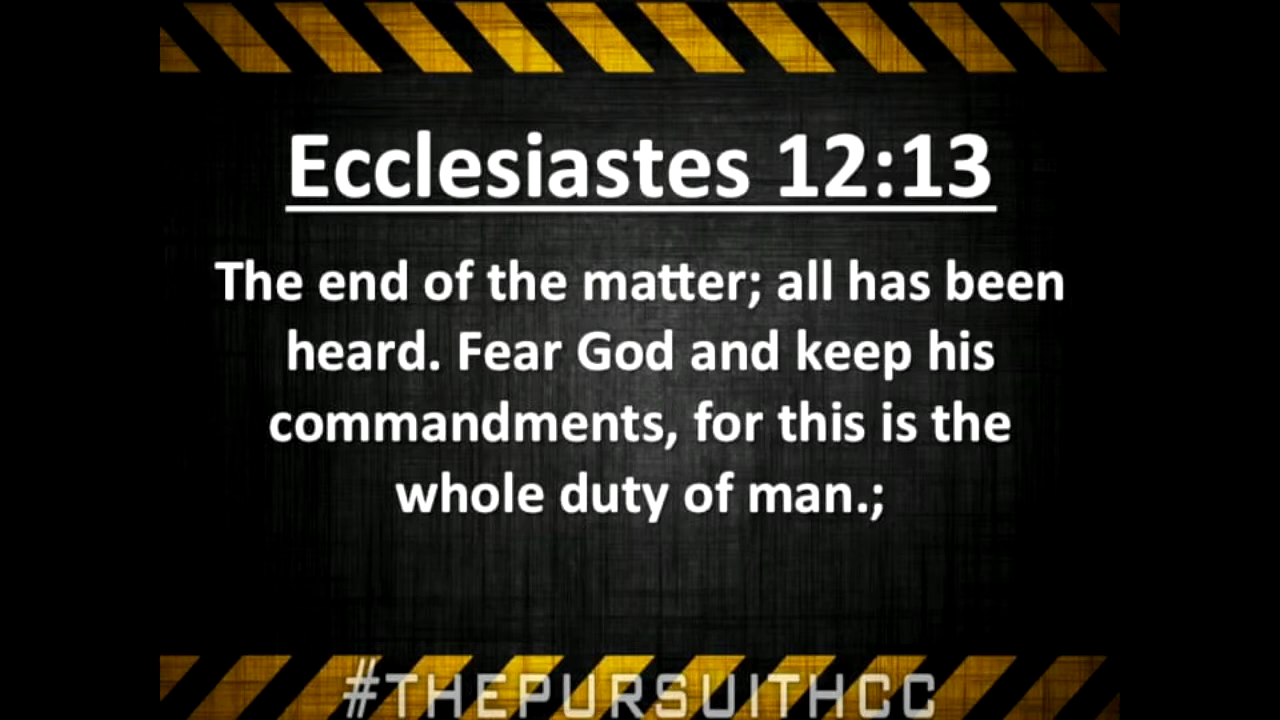 Ecclesiastes 12:13
The end of the matter; all has been
heard. Fear God and keep his
commandments, for this is the
whole duty of man.;
#THEPURSUITHCC